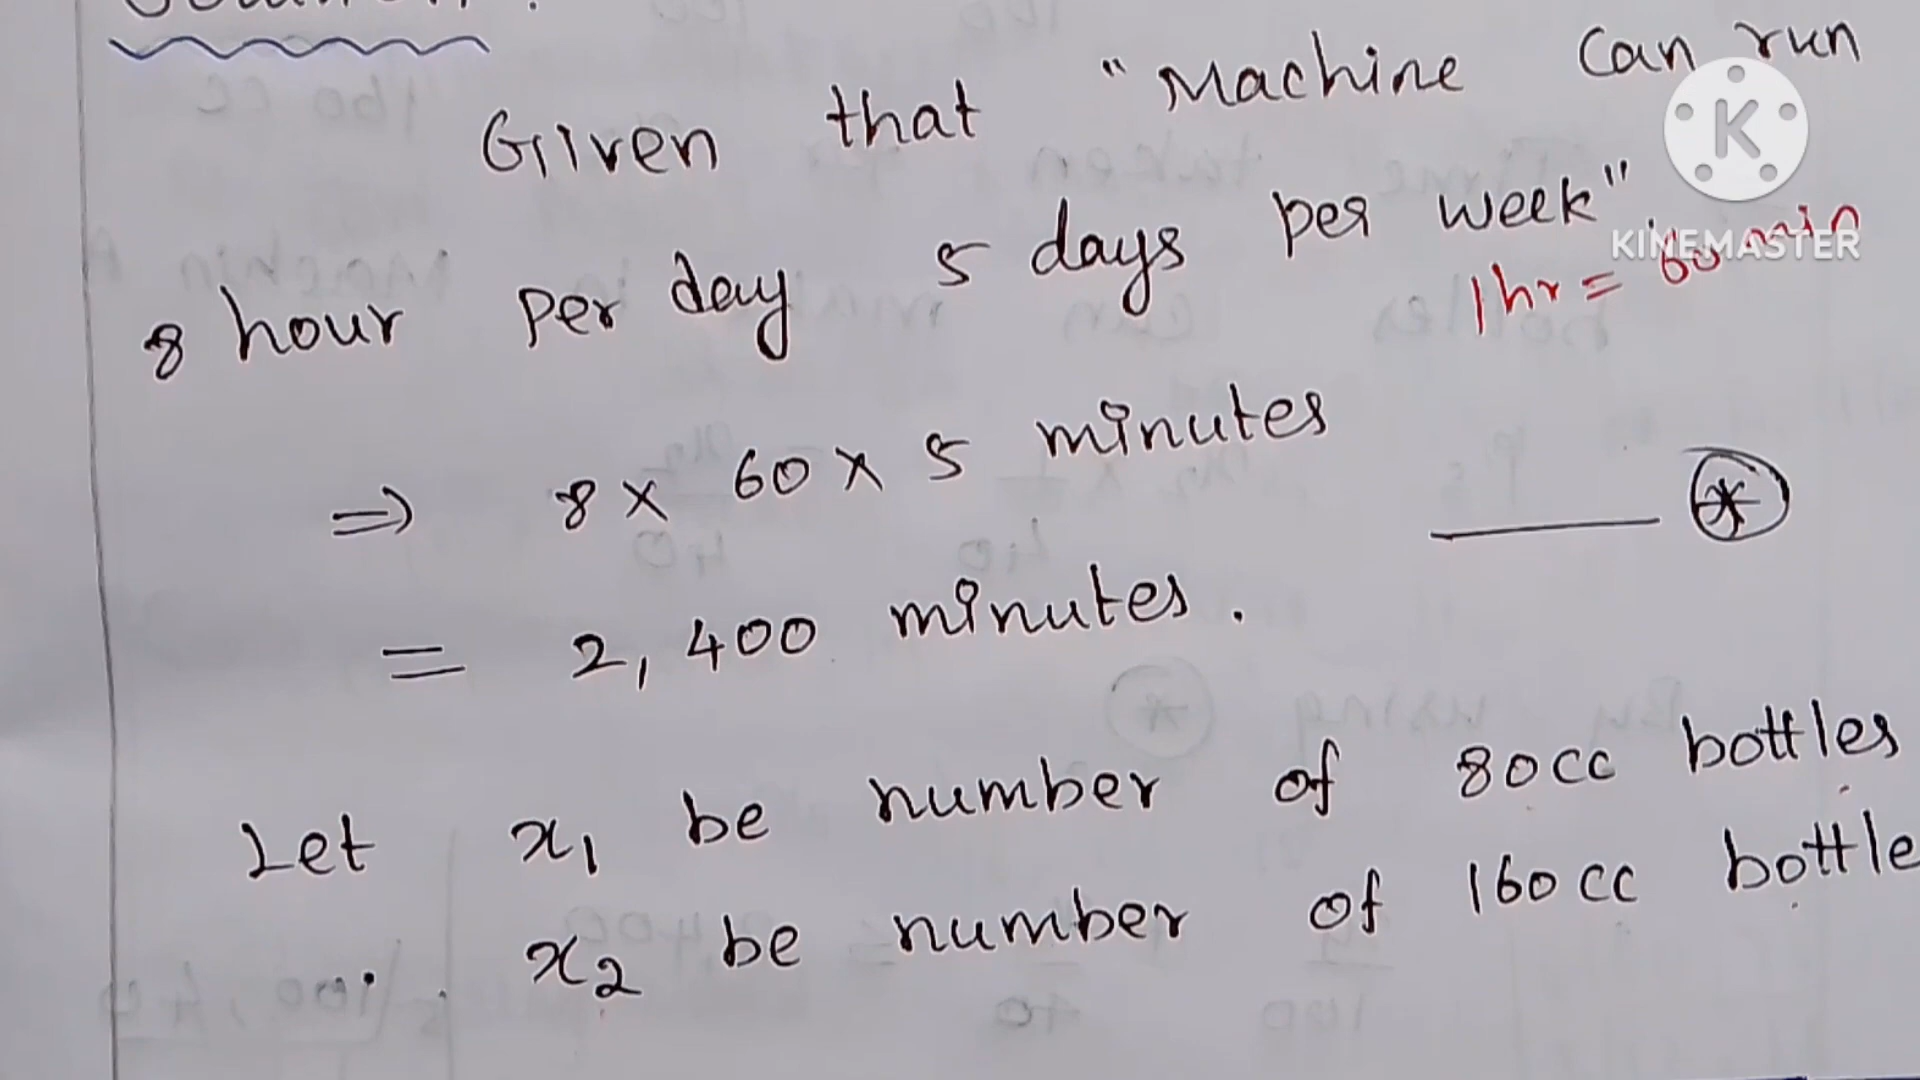 Given that "Machine can run
8 hour per day 5 days per week"
1hr = 60 min
K
KINEMASTER
⇒ 8 x 60 x 5 minutes
= 2,400 minutes.
Let x1 be number of 80cc bottles
x2 be number of 160cc bottle